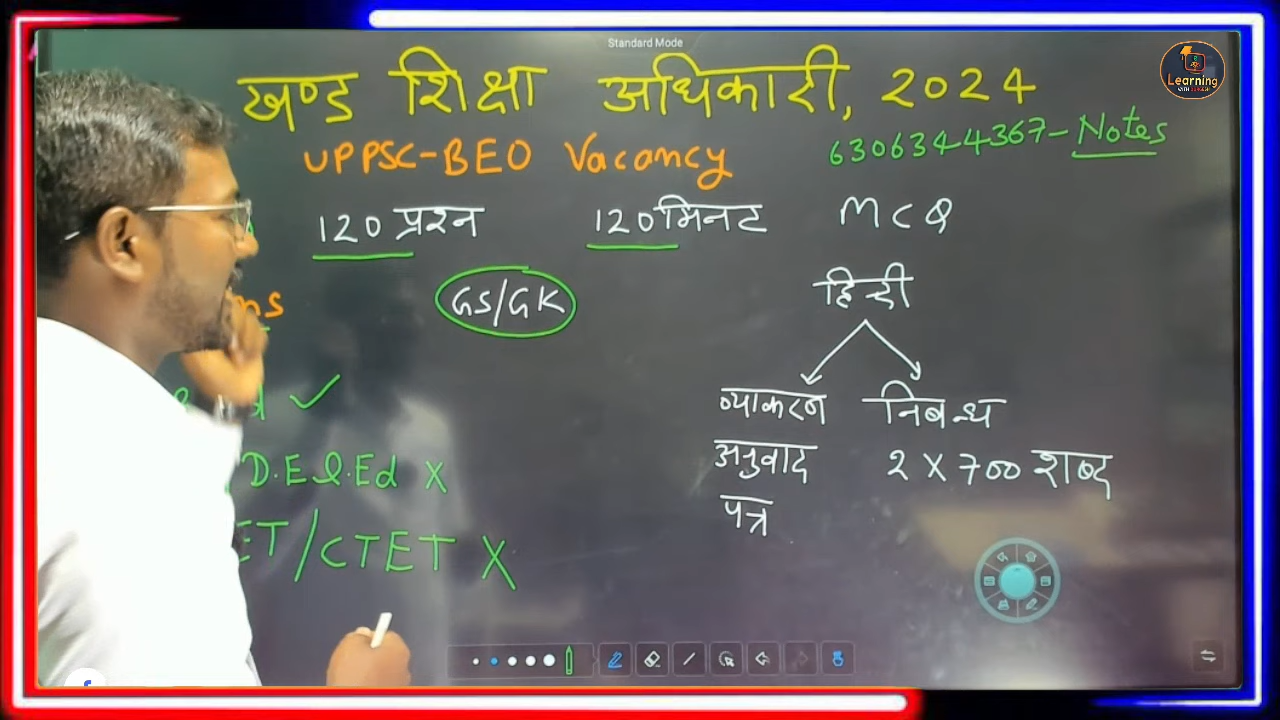 Standard Mode
Learning
खण्ड शिक्षा अधिकारी, 2024
UPPSC-BEO Vacancy
6306344367-Notes
120 प्रश्न 120 मिनट MCQ
GS/GK
हिन्दी
व्याकरण निबन्ध
अनुवाद 2 X 700 शब्द
पत्र
D.El.Ed X
/CTET X